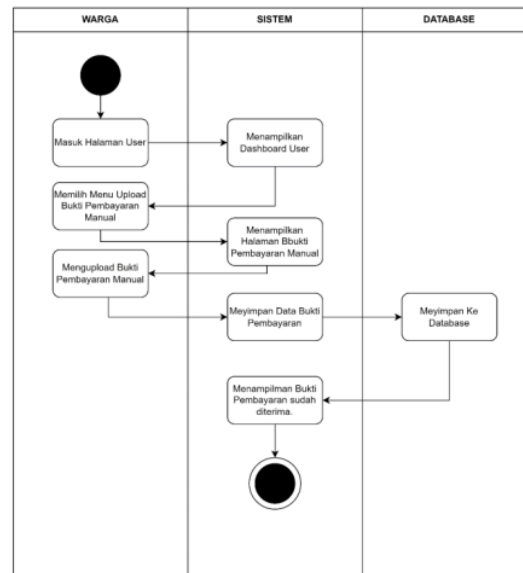 WARGA
SISTEM
DATABASE
Masuk Halaman User
Menampilkan
Dashboard User
Memilih Menu Upload
Bukti Pembayaran
Manual
Menampilkan
Halaman Bbukti
Pembayaran Manual
Mengupload Bukti
Pembayaran Manual
Meyimpan Data Bukti
Pembayaran
Meyimpan Ke
Database
Menampilman Bukti
Pembayaran sudah
diterima.